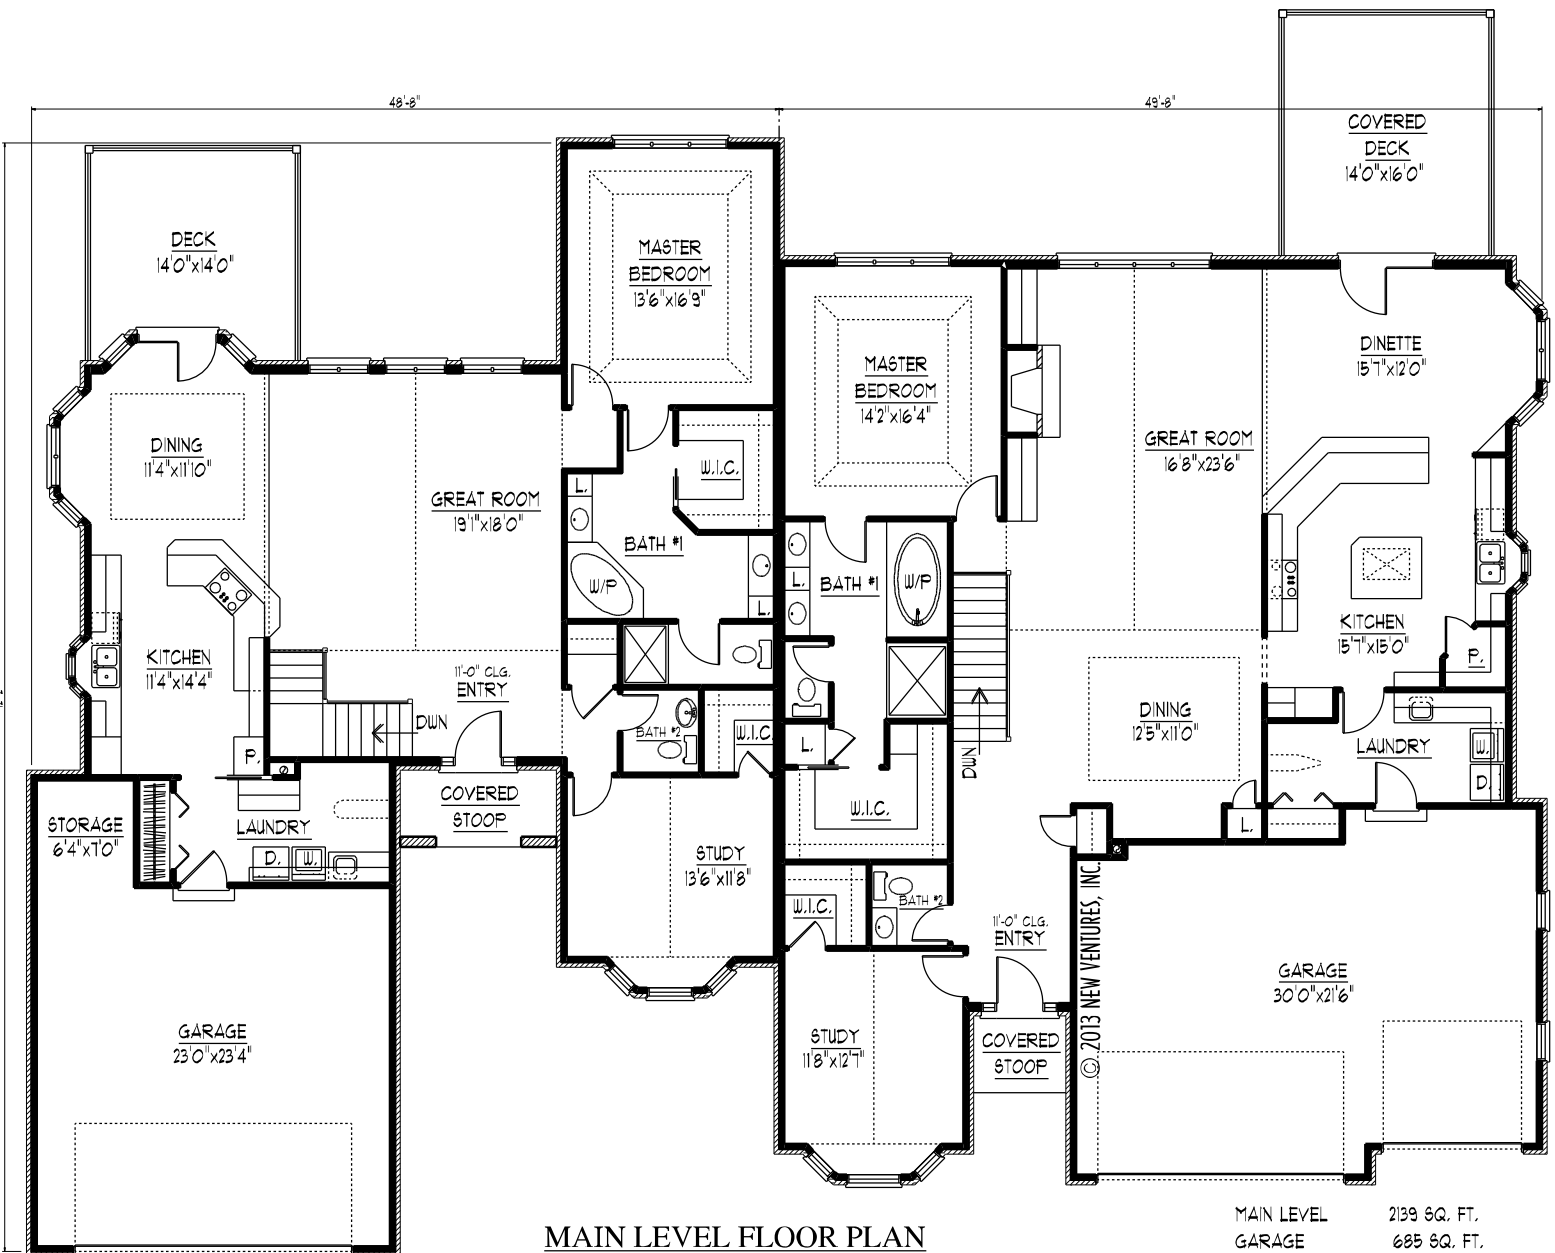 48'-8"
49'-8"
COVERED
DECK
14'0"x16'0"
DECK
14'0"x14'0"
MASTER
BEDROOM
13'6"x16'9"
DINING
11'4"x11'10"
GREAT ROOM
19'1"x18'0"
W.I.C.
L.
BATH #1
W/P
L.
KITCHEN
11'4"x14'4"
11'-0" CLG.
ENTRY
DWN
BATH #2
W.I.C.
P.
COVERED
STOOP
STORAGE
6'4"x7'0"
LAUNDRY
D.
W.
STUDY
13'6"x11'8"
GARAGE
23'0"x23'4"
MASTER
BEDROOM
14'2"x16'4"
GREAT ROOM
16'8"x23'6"
DINETTE
15'7"x12'0"
L.
BATH #1
W/P
KITCHEN
15'7"x15'0"
P.
DINING
12'5"x11'0"
DWN
L.
W.I.C.
LAUNDRY
W.
D.
L.
W.I.C.
BATH #2
11'-0" CLG.
ENTRY
STUDY
11'8"x12'7"
COVERED
STOOP
© 2013 NEW VENTURES, INC.
GARAGE
30'0"x21'6"
MAIN LEVEL FLOOR PLAN
MAIN LEVEL 2139 SQ. FT.
GARAGE 685 SQ. FT.